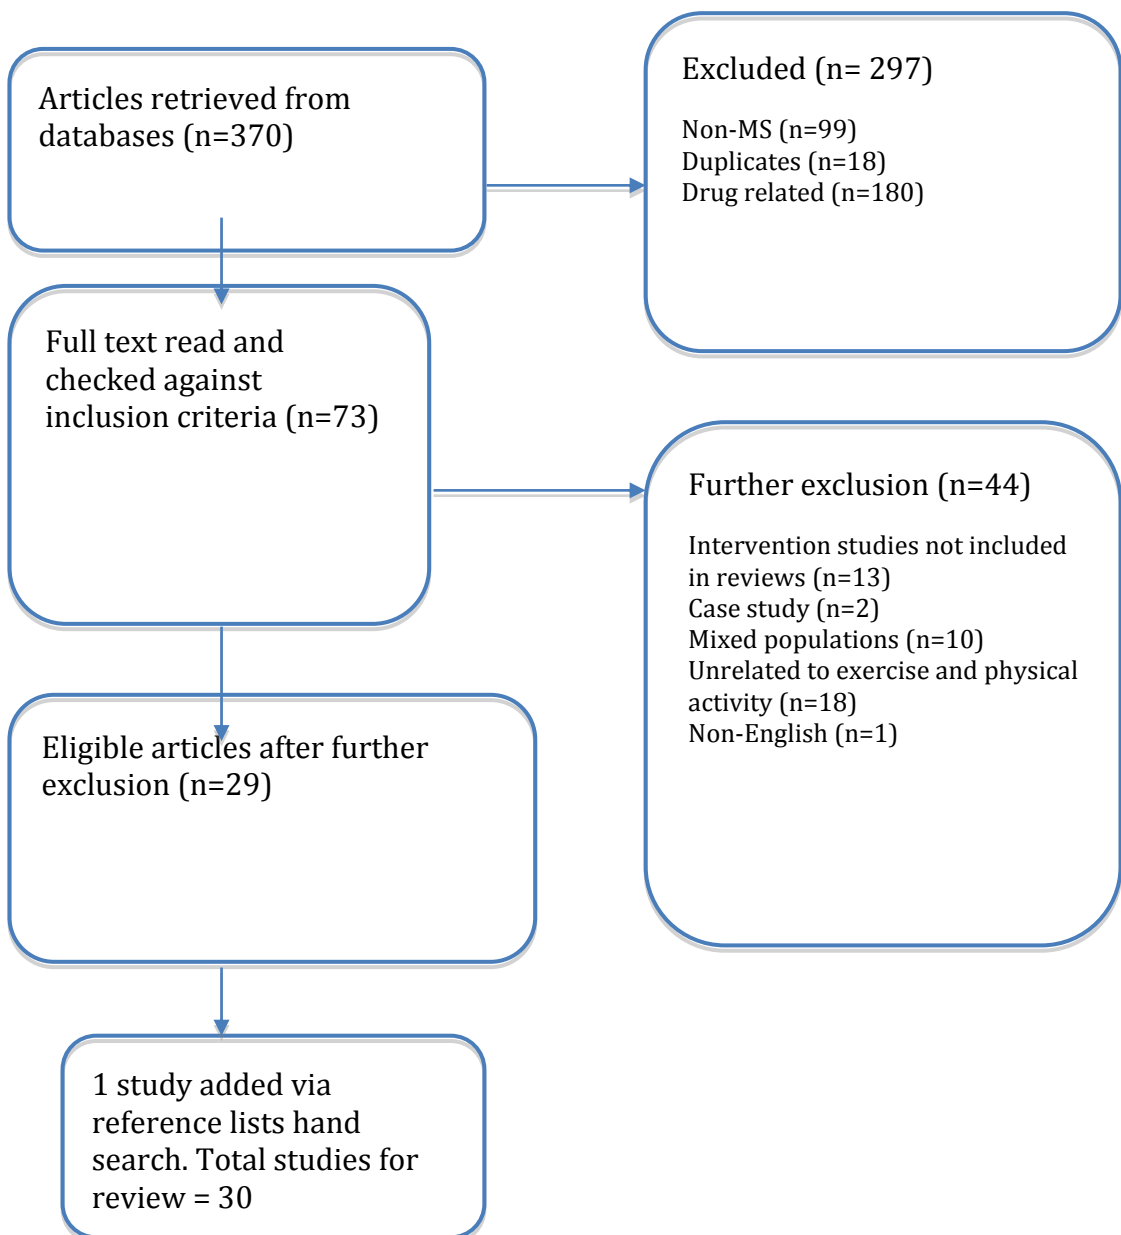 Articles retrieved from
databases (n=370)
Excluded (n= 297)
Non-MS (n=99)
Duplicates (n=18)
Drug related (n=180)
Full text read and
checked against
inclusion criteria (n=73)
Further exclusion (n=44)
Intervention studies not included
in reviews (n=13)
Case study (n=2)
Mixed populations (n=10)
Unrelated to exercise and physical
activity (n=18)
Non-English (n=1)
Eligible articles after further
exclusion (n=29)
1 study added via
reference lists hand
search. Total studies for
review = 30